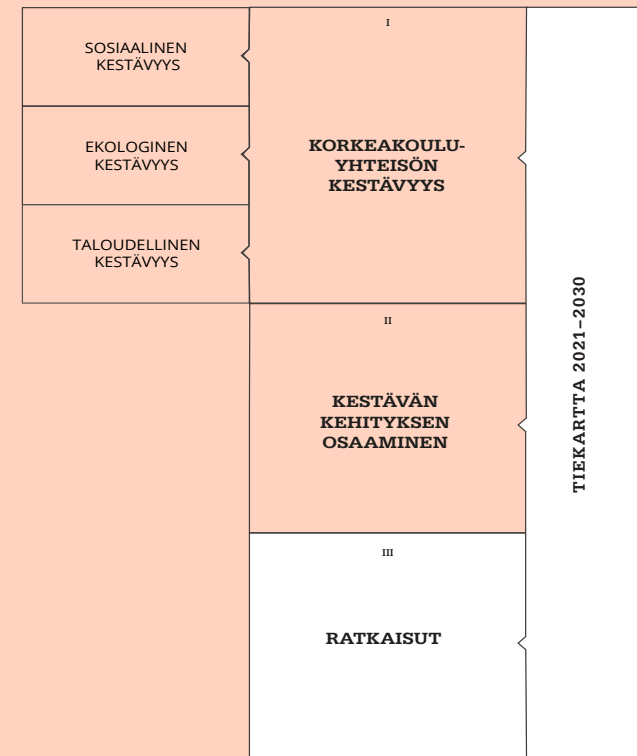 SOSIAALINEN
KESTÄVYYS
EKOLOGINEN
KESTÄVYYS
TALOUDELLINEN
KESTÄVYYS
I
KORKEAKOULU-
YHTEISÖN
KESTÄVYYS
II
KESTÄVÄN
KEHITYKSEN
OSAAMINEN
III
RATKAISUT
TIEKARTTA 2021–2030